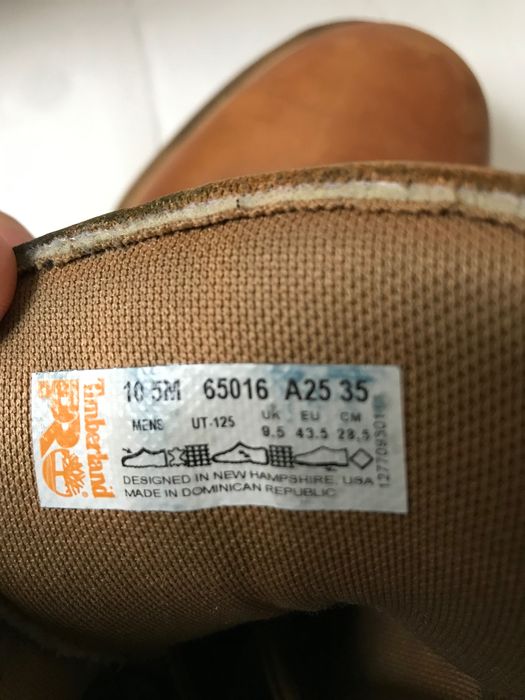 Timberland
PRO
10.5M 65016 A25 35
MENS UT-125 UK EU CM
9.5 43.5 28.5
DESIGNED IN NEW HAMPSHIRE, USA
MADE IN DOMINICAN REPUBLIC